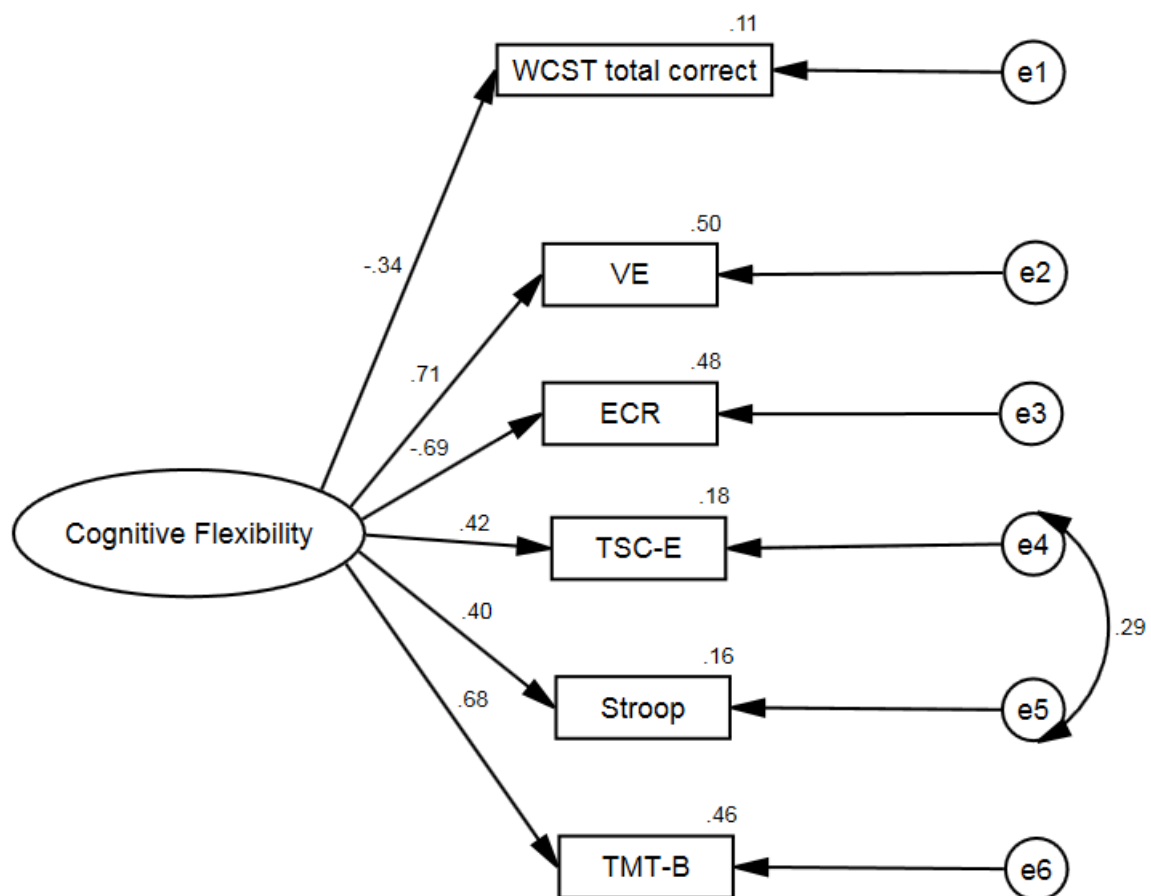 .11
WCST total correct
e1
-.34
.50
VE
e2
.71
.48
ECR
e3
-.69
Cognitive Flexibility
.42
.18
TSC-E
e4
.29
.40
.16
Stroop
e5
.68
.46
TMT-B
e6